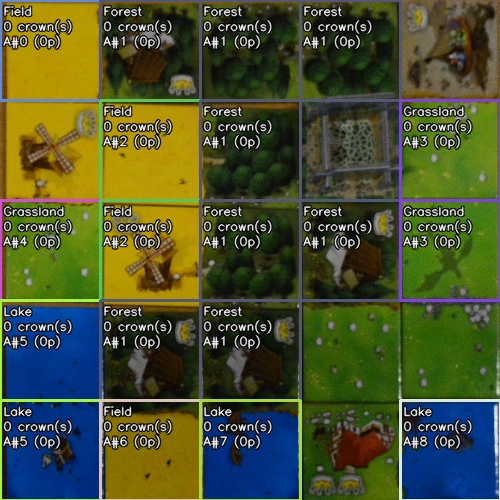 Field
0 crown(s)
A#0 (0p)
Forest
0 crown(s)
A#1 (0p)
Forest
0 crown(s)
A#1 (0p)
Forest
0 crown(s)
A#1 (0p)
Field
0 crown(s)
A#2 (0p)
Forest
0 crown(s)
A#1 (0p)
Grassland
0 crown(s)
A#3 (0p)
Grassland
0 crown(s)
A#4 (0p)
Field
0 crown(s)
A#2 (0p)
Forest
0 crown(s)
A#1 (0p)
Forest
0 crown(s)
A#1 (0p)
Grassland
0 crown(s)
A#3 (0p)
Lake
0 crown(s)
A#5 (0p)
Forest
0 crown(s)
A#1 (0p)
Forest
0 crown(s)
A#1 (0p)
Lake
0 crown(s)
A#5 (0p)
Field
0 crown(s)
A#6 (0p)
Lake
0 crown(s)
A#7 (0p)
Lake
0 crown(s)
A#8 (0p)